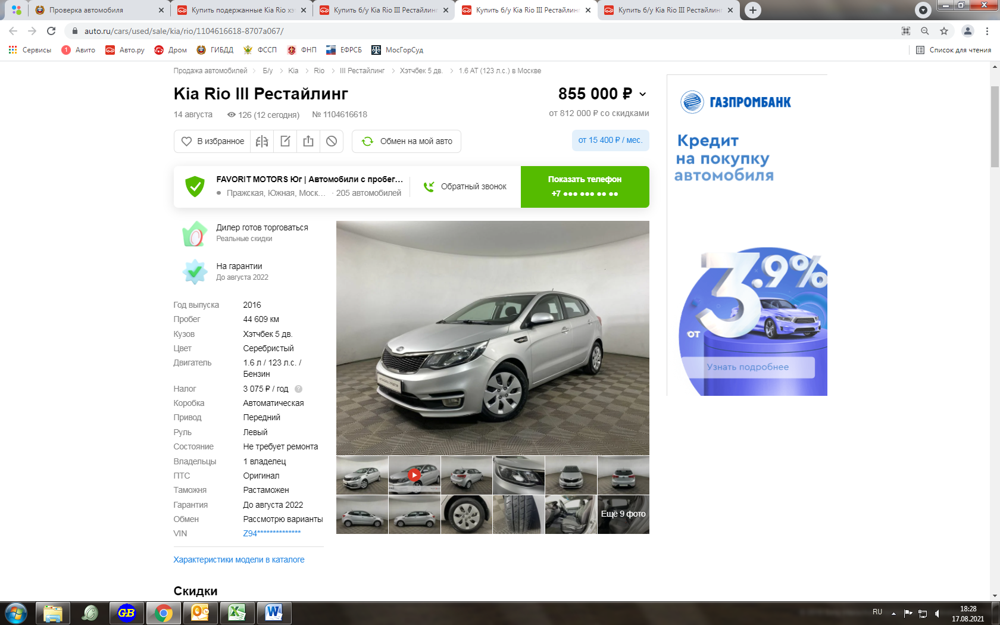 Проверка автомобиля
Купить подержанные Kia Rio хэт
Купить б/у Kia Rio III Рестайлинг
Купить б/у Kia Rio III Рестайлинг
Купить б/у Kia Rio III Рестайлинг
auto.ru/cars/used/sale/kia/rio/1104616618-8707a067/
Сервисы
1
Авито
Авто.ру
Дром
ГИБДД
ФССП
ФНП
ЕФРСБ
МосГорСуд
Список для чтения
Продажа автомобилей > Б/у > Kia > Rio > III Рестайлинг > Хэтчбек 5 дв. > 1.6 AT (123 л.с.) в Москве
Kia Rio III Рестайлинг
855 000 ₽
14 августа 126 (12 сегодня) № 1104616618
от 812 000 ₽ со скидками
В избранное
Обмен на мой авто
от 15 400 ₽ / мес.
FAVORIT MOTORS Юг | Автомобили с пробег...
Пражская, Южная, Моск... · 205 автомобилей
Обратный звонок
Показать телефон
+7 ●●● ●●● ●● ●●
Дилер готов торговаться
Реальные скидки
На гарантии
До августа 2022
Год выпуска 2016
Пробег 44 609 км
Кузов Хэтчбек 5 дв.
Цвет Серебристый
Двигатель 1.6 л / 123 л.с. /
Бензин
Налог 3 075 ₽ / год ?
Коробка Автоматическая
Привод Передний
Руль Левый
Состояние Не требует ремонта
Владельцы 1 владелец
ПТС Оригинал
Таможня Растаможен
Гарантия До августа 2022
Обмен Рассмотрю варианты
VIN Z94**************
Характеристики модели в каталоге
Скидки
Ещё 9 фото
ГАЗПРОМБАНК
Кредит
на покупку
автомобиля
от 3.9%
Узнать подробнее
GB
RU
18:28
17.08.2021